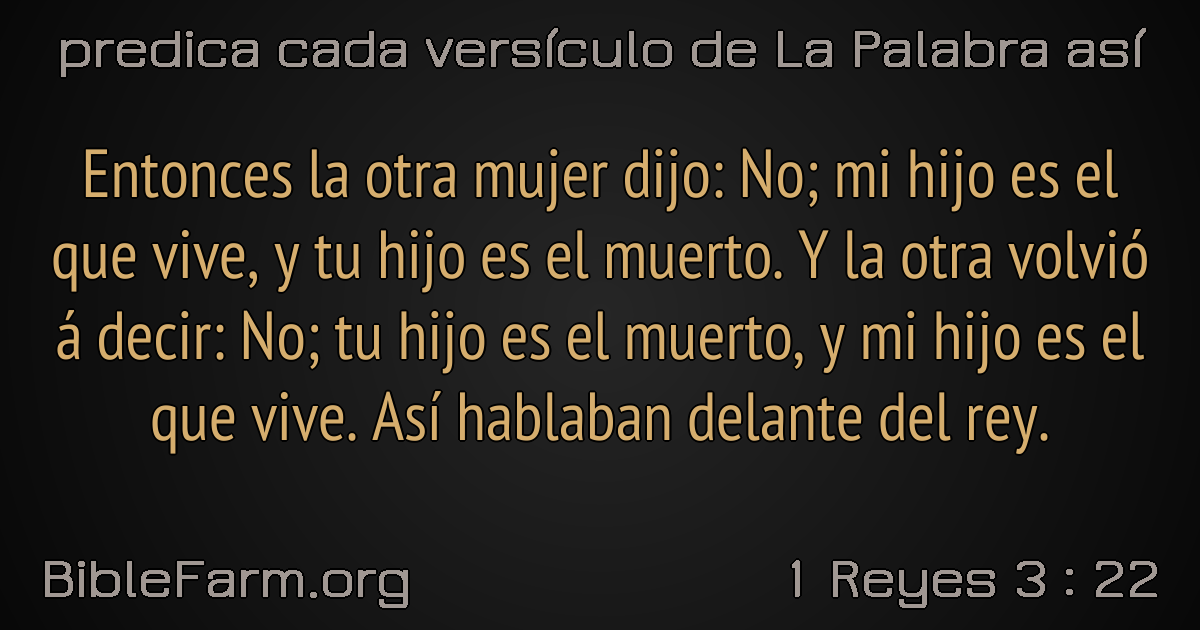 predica cada versículo de La Palabra así
Entonces la otra mujer dijo: No; mi hijo es el
que vive, y tu hijo es el muerto. Y la otra volvió
á decir: No; tu hijo es el muerto, y mi hijo es el
que vive. Así hablaban delante del rey.
BibleFarm.org
1 Reyes 3 : 22